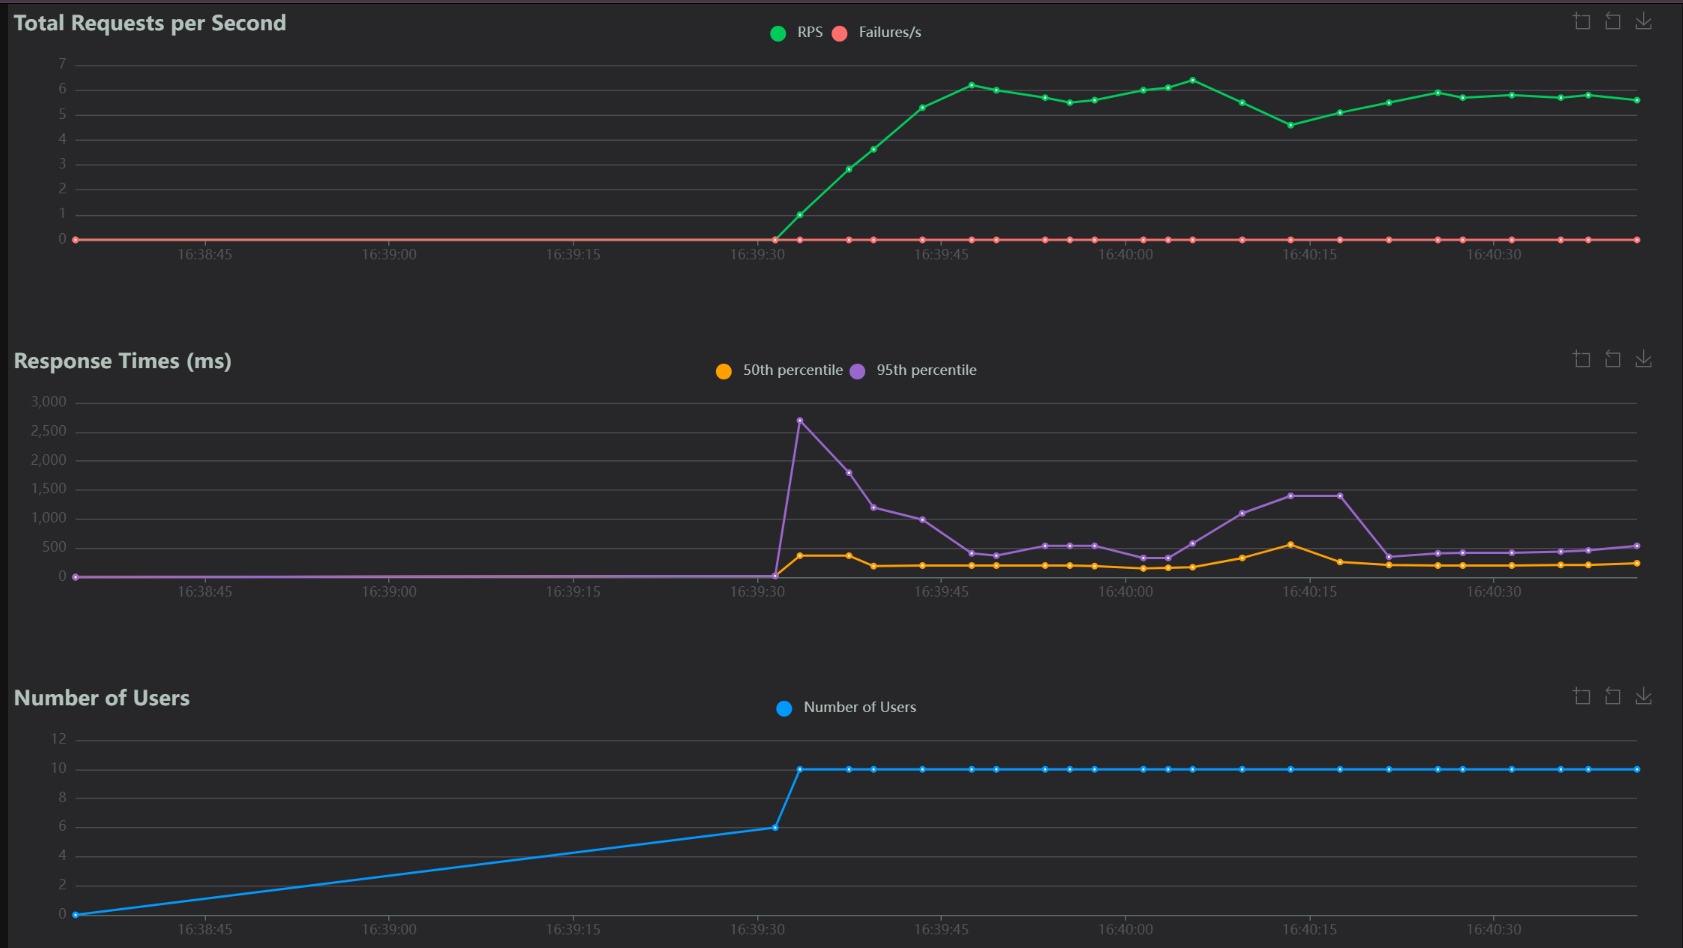 Total Requests per Second
RPS Failures/s
7
6
5
4
3
2
1
0
16:38:45 16:39:00 16:39:15 16:39:30 16:39:45 16:40:00 16:40:15 16:40:30
Response Times (ms)
50th percentile 95th percentile
3,000
2,500
2,000
1,500
1,000
500
0
16:38:45 16:39:00 16:39:15 16:39:30 16:39:45 16:40:00 16:40:15 16:40:30
Number of Users
Number of Users
12
10
8
6
4
2
0
16:38:45 16:39:00 16:39:15 16:39:30 16:39:45 16:40:00 16:40:15 16:40:30